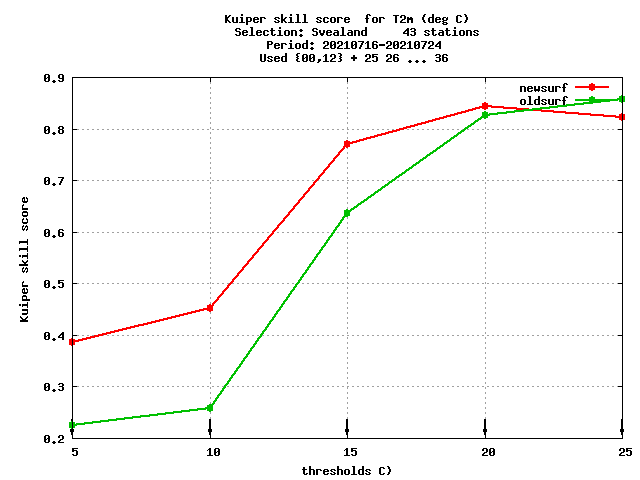 Kuiper skill score  for T2m (deg C)
Selection: Svealand     43 stations
Period: 20210716-20210724
Used {00,12} + 25 26 ... 36
newsurf
oldsurf
0.9
0.8
0.7
0.6
0.5
0.4
0.3
0.2
Kuiper skill score
5 10 15 20 25
thresholds C)